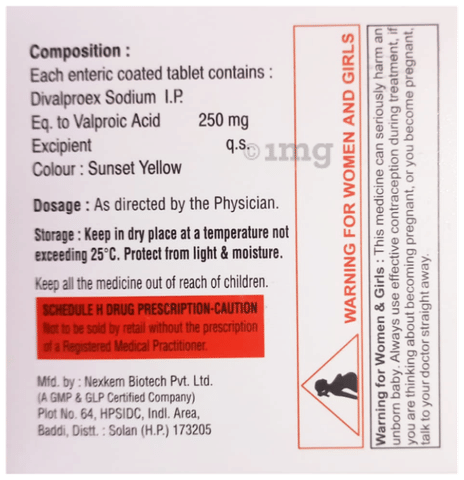 Composition :
Each enteric coated tablet contains :
Divalproex Sodium I.P.
Eq. to Valproic Acid 250 mg
Excipient q.s.
Colour : Sunset Yellow
Dosage : As directed by the Physician.
Storage : Keep in dry place at a temperature not
exceeding 25°C. Protect from light & moisture.
Keep all the medicine out of reach of children.
SCHEDULE H DRUG PRESCRIPTION-CAUTION
Not to be sold by retail without the prescription
of a Registered Medical Practitioner.
Mfd. by : Nexkem Biotech Pvt. Ltd.
(A GMP & GLP Certified Company)
Plot No. 64, HPSIDC, Indl. Area,
Baddi, Distt. : Solan (H.P.) 173205
WARNING FOR WOMEN AND GIRLS
Warning for Women & Girls : This medicine can seriously harm an
unborn baby. Always use effective contraception during treatment, if
you are thinking about becoming pregnant, or you become pregnant,
talk to your doctor straight away.
© 1mg